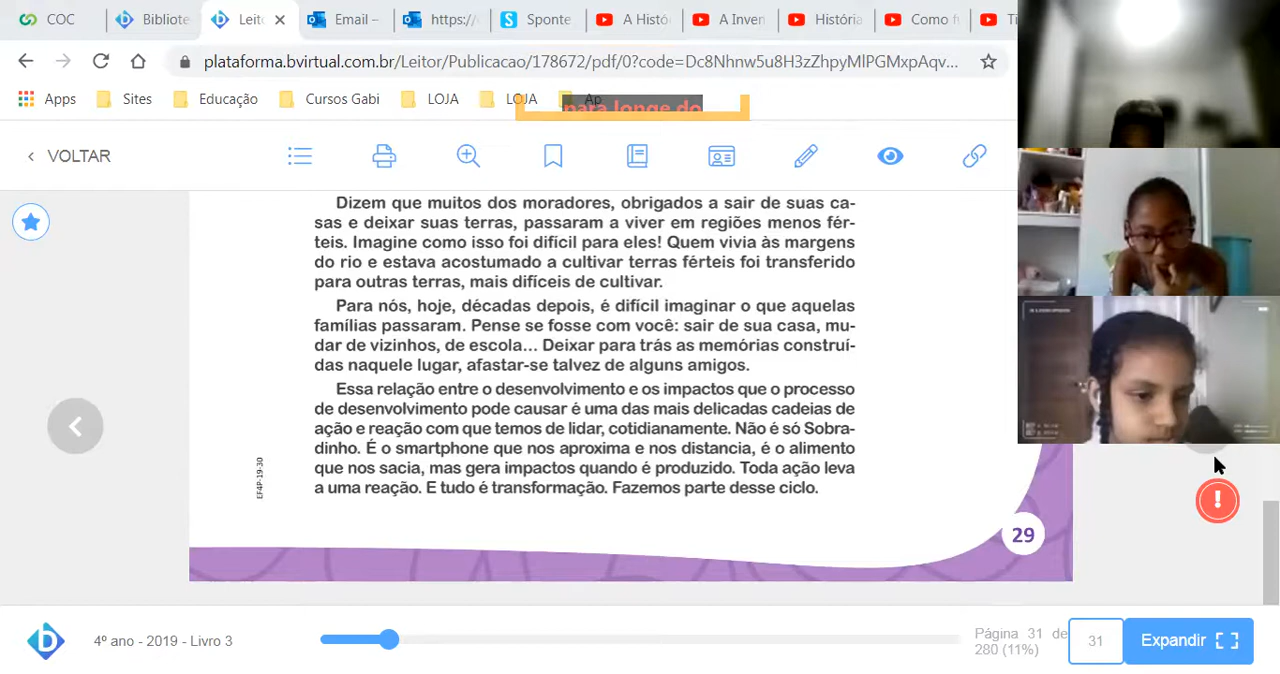 COC
Bibliote
Leit
Email –
https://
Sponte
A Histó
A Inven
História
Como f
plataforma.bvirtual.com.br/Leitor/Publicacao/178672/pdf/0?code=Dc8Nhnw5u8H3zZhpyMlPGMxpAqv...
Apps
Sites
Educação
Cursos Gabi
LOJA
LOJA
Ap
para longe do
VOLTAR
Dizem que muitos dos moradores, obrigados a sair de suas ca-
sas e deixar suas terras, passaram a viver em regiões menos fér-
teis. Imagine como isso foi difícil para eles! Quem vivia às margens
do rio e estava acostumado a cultivar terras férteis foi transferido
para outras terras, mais difíceis de cultivar.
Para nós, hoje, décadas depois, é difícil imaginar o que aquelas
famílias passaram. Pense se fosse com você: sair de sua casa, mu-
dar de vizinhos, de escola... Deixar para trás as memórias construí-
das naquele lugar, afastar-se talvez de alguns amigos.
Essa relação entre o desenvolvimento e os impactos que o processo
de desenvolvimento pode causar é uma das mais delicadas cadeias de
ação e reação com que temos de lidar, cotidianamente. Não é só Sobra-
dinho. É o smartphone que nos aproxima e nos distancia, é o alimento
que nos sacia, mas gera impactos quando é produzido. Toda ação leva
a uma reação. E tudo é transformação. Fazemos parte desse ciclo.
EF4P-19-30
29
4º ano - 2019 - Livro 3
Página 31 de
280 (11%)
31
Expandir